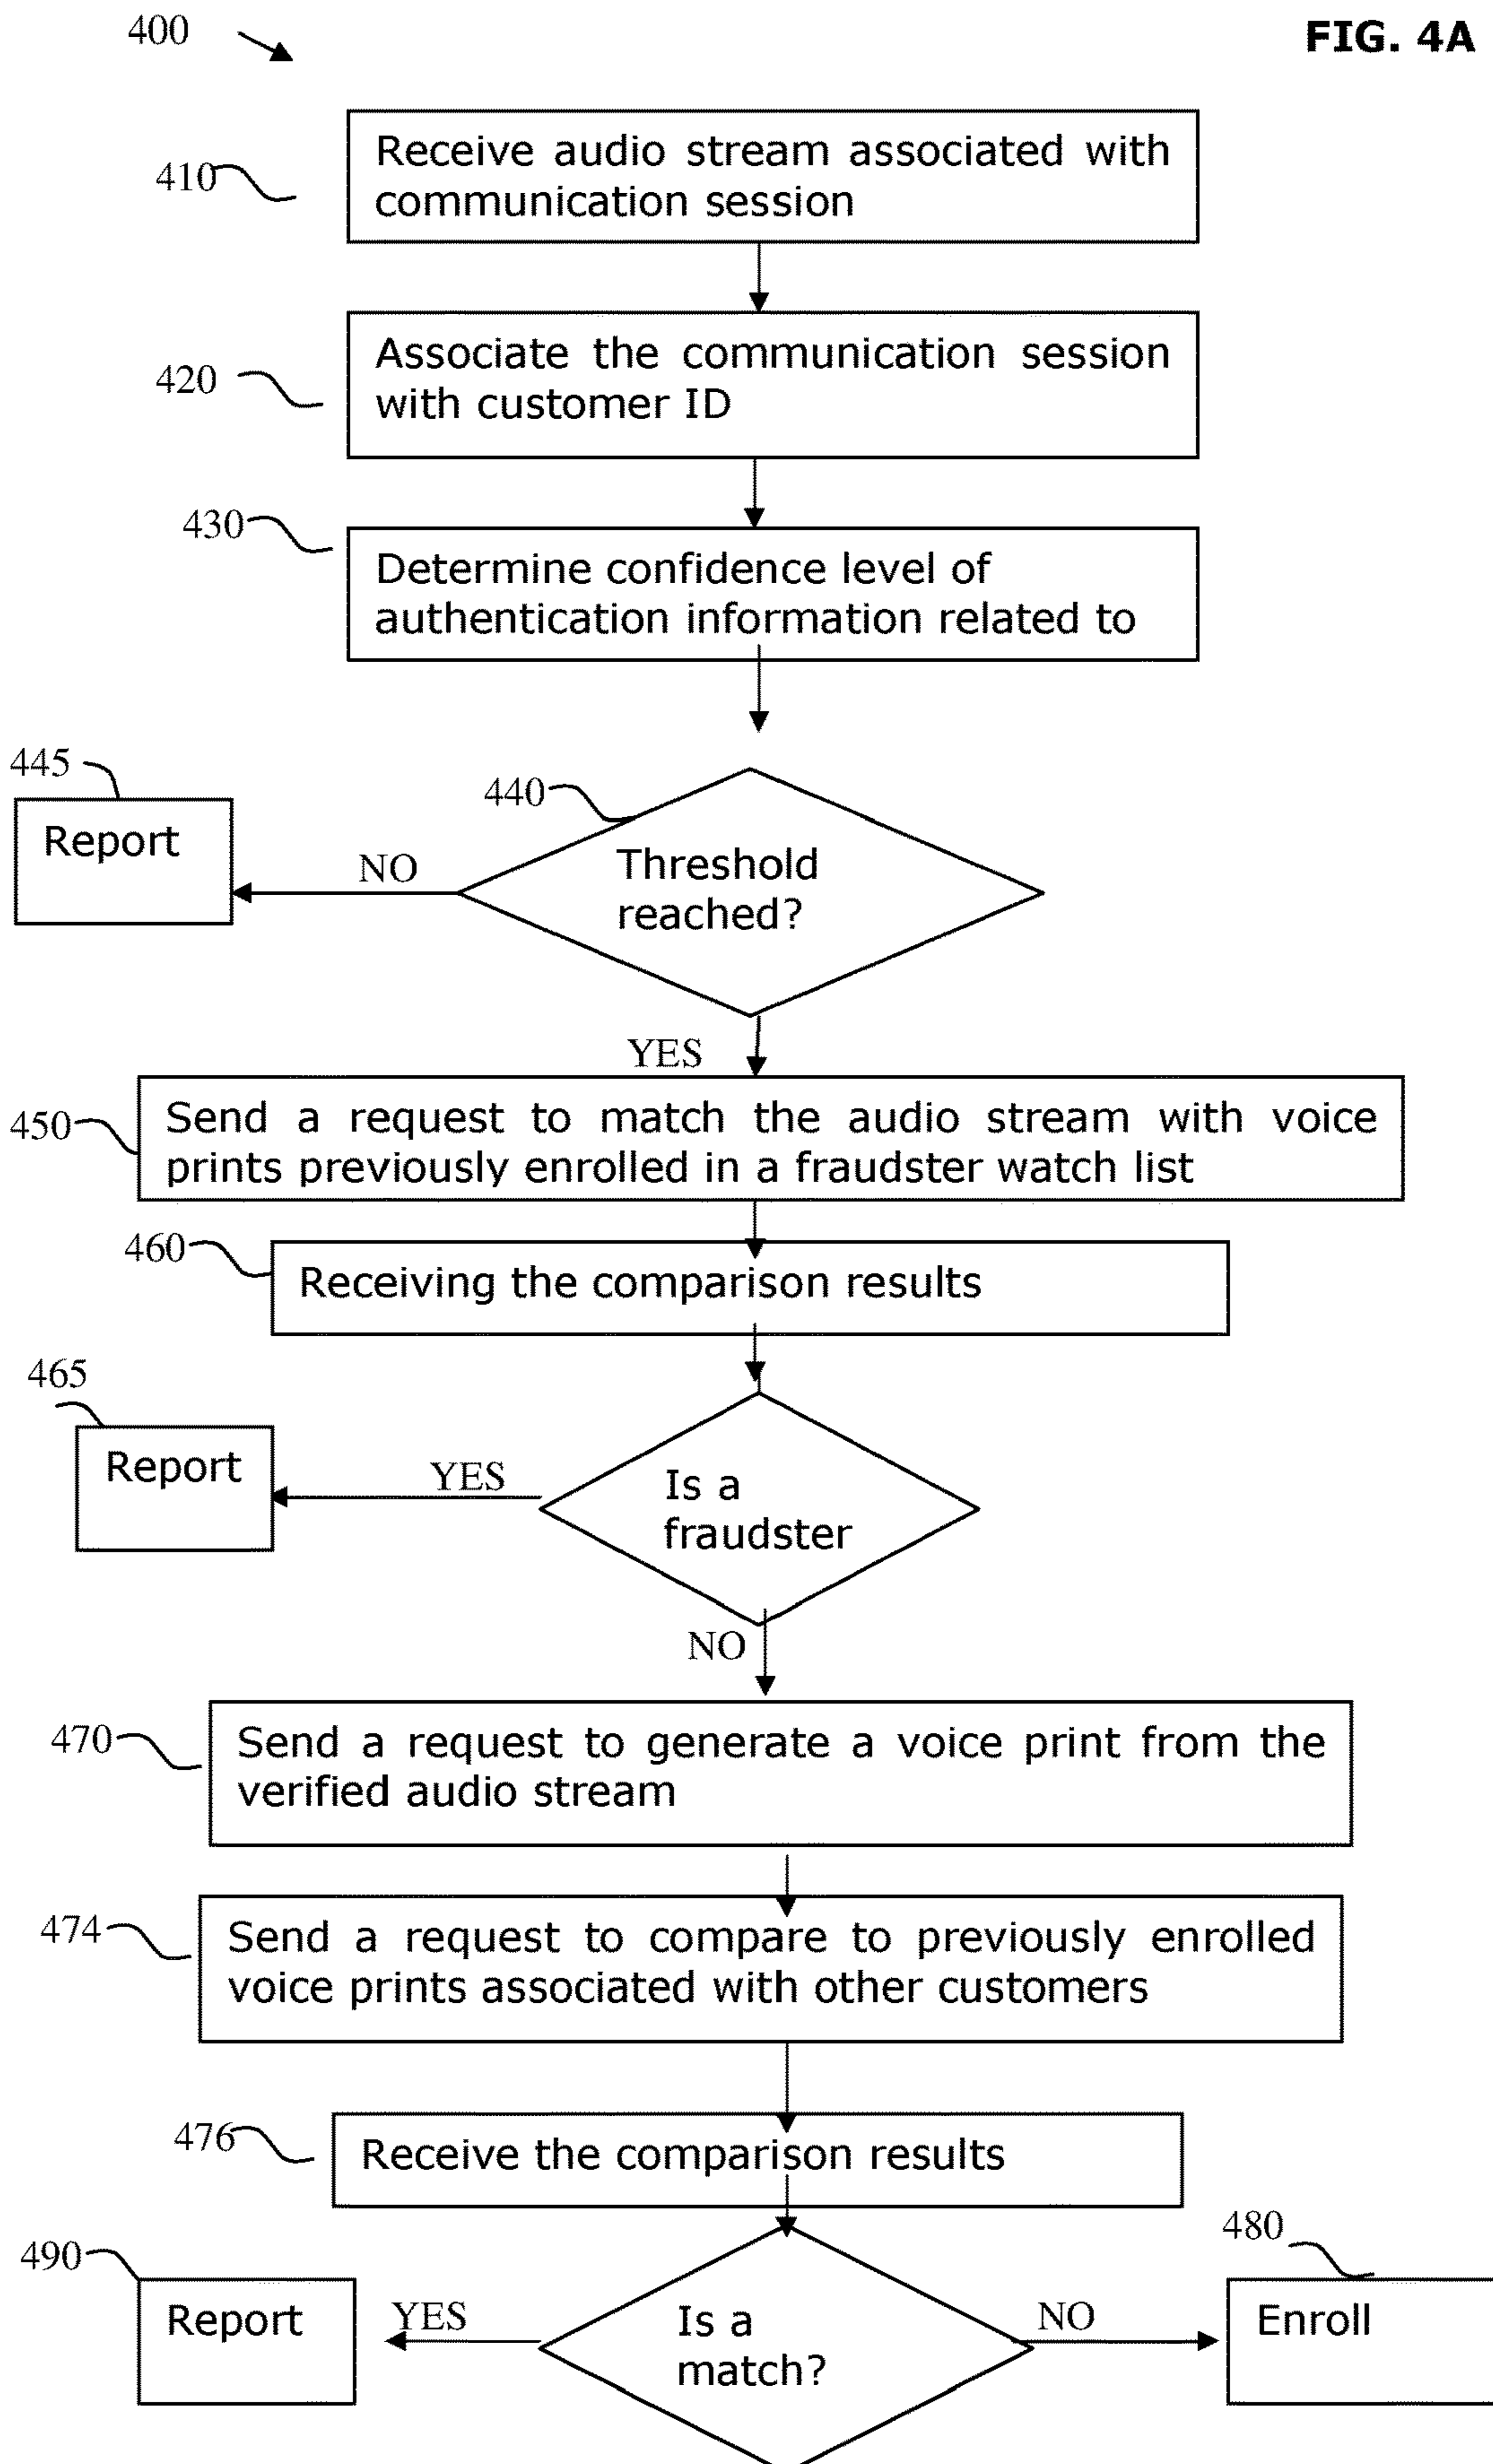 400
FIG. 4A
410
Receive audio stream associated with
communication session
420
Associate the communication session
with customer ID
430
Determine confidence level of
authentication information related to
445
Report
440
NO
Threshold
reached?
YES
450
Send a request to match the audio stream with voice
prints previously enrolled in a fraudster watch list
460
Receiving the comparison results
465
Report
YES
Is a
fraudster
NO
470
Send a request to generate a voice print from the
verified audio stream
474
Send a request to compare to previously enrolled
voice prints associated with other customers
476
Receive the comparison results
490
Report
YES
Is a
match?
NO
480
Enroll